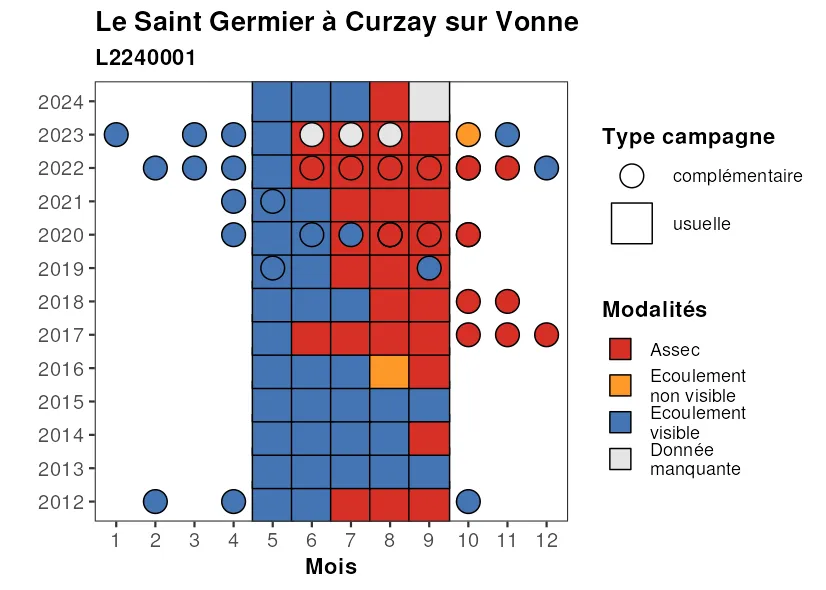 Le Saint Germier à Curzay sur Vonne
L2240001
2024
2023
2022
2021
2020
2019
2018
2017
2016
2015
2014
2013
2012
1 2 3 4 5 6 7 8 9 10 11 12
Mois
Type campagne
complémentaire
usuelle
Modalités
Assec
Ecoulement
non visible
Ecoulement
visible
Donnée
manquante